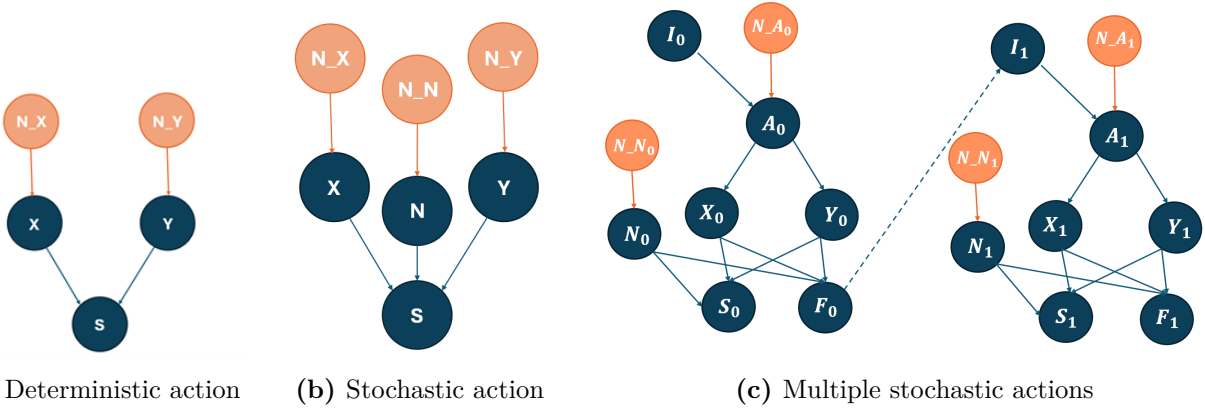 N_X
N_Y
X
Y
S
Deterministic action
N_X
N_N
N_Y
X
N
Y
S
(b) Stochastic action
I₀
N_A₀
A₀
N_N₀
N₀
X₀
Y₀
S₀
F₀
I₁
N_A₁
A₁
N_N₁
N₁
X₁
Y₁
S₁
F₁
(c) Multiple stochastic actions